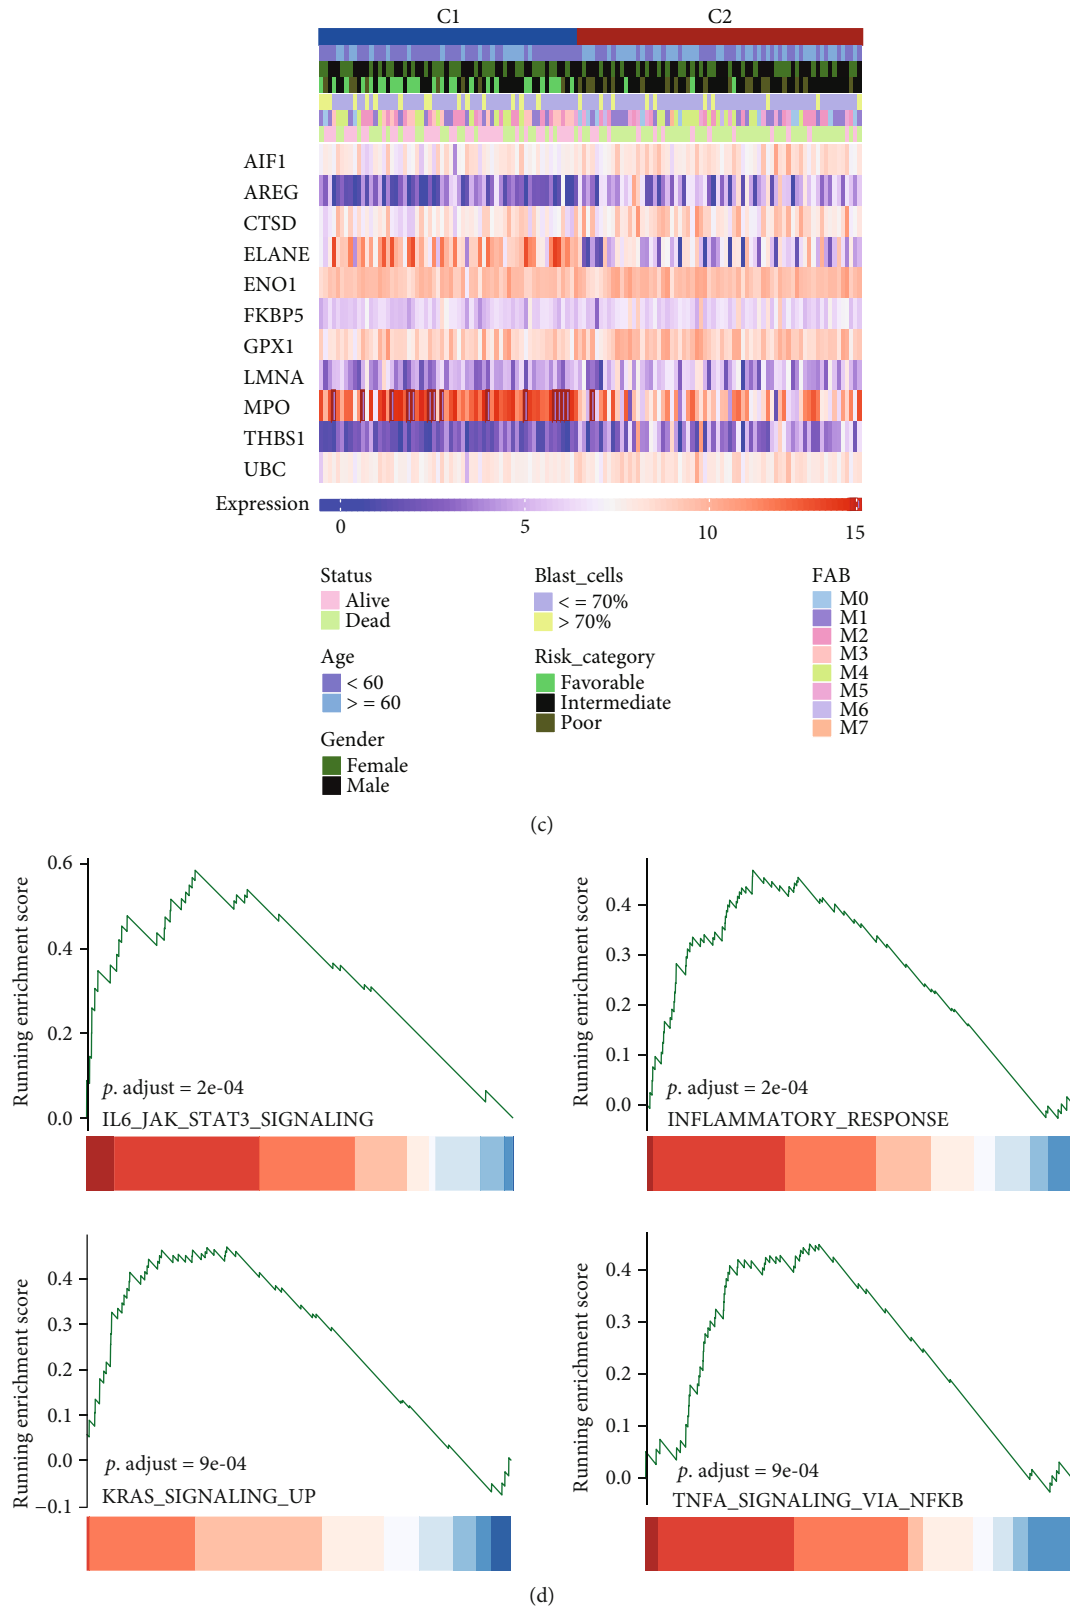 C1 C2
AIF1
AREG
CTSD
ELANE
ENO1
FKBP5
GPX1
LMNA
MPO
THBS1
UBC
Expression
0 5 10 15
Status
Alive
Dead
Age
< 60
> = 60
Gender
Female
Male
Blast_cells
< = 70%
> 70%
Risk_category
Favorable
Intermediate
Poor
FAB
M0
M1
M2
M3
M4
M5
M6
M7
(c)
Running enrichment score
0.6
0.4
0.2
0.0
p. adjust = 2e-04
IL6_JAK_STAT3_SIGNALING
Running enrichment score
0.4
0.3
0.2
0.1
0.0
p. adjust = 2e-04
INFLAMMATORY_RESPONSE
Running enrichment score
0.4
0.3
0.2
0.1
0.0
−0.1
p. adjust = 9e-04
KRAS_SIGNALING_UP
Running enrichment score
0.4
0.3
0.2
0.1
0.0
p. adjust = 9e-04
TNFA_SIGNALING_VIA_NFKB
(d)